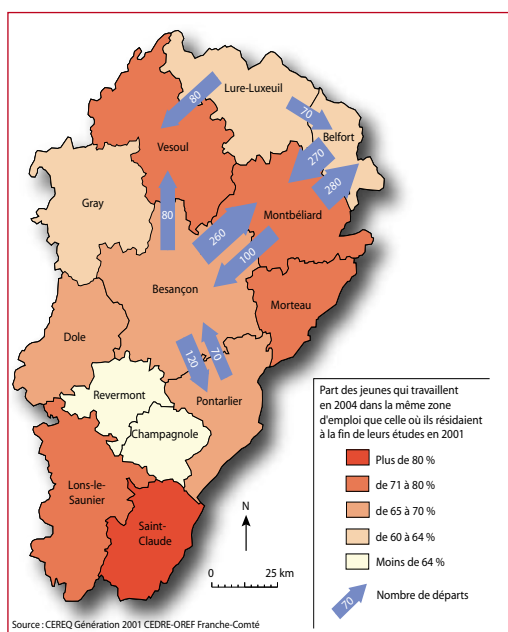 Lure-Luxeuil
80
70
Belfort
Vesoul
270
280
Gray
Montbéliard
80
260
100
Besançon
Morteau
Dole
120
70
Revermont
Pontarlier
Champagnole
Lons-le-
Saunier
Saint-
Claude
N
0 25 km
Part des jeunes qui travaillent
en 2004 dans la même zone
d'emploi que celle où ils résidaient
à la fin de leurs études en 2001
Plus de 80 %
de 71 à 80 %
de 65 à 70 %
de 60 à 64 %
Moins de 64 %
70 Nombre de départs
Source : CEREQ Génération 2001 CEDRE-OREF Franche-Comté